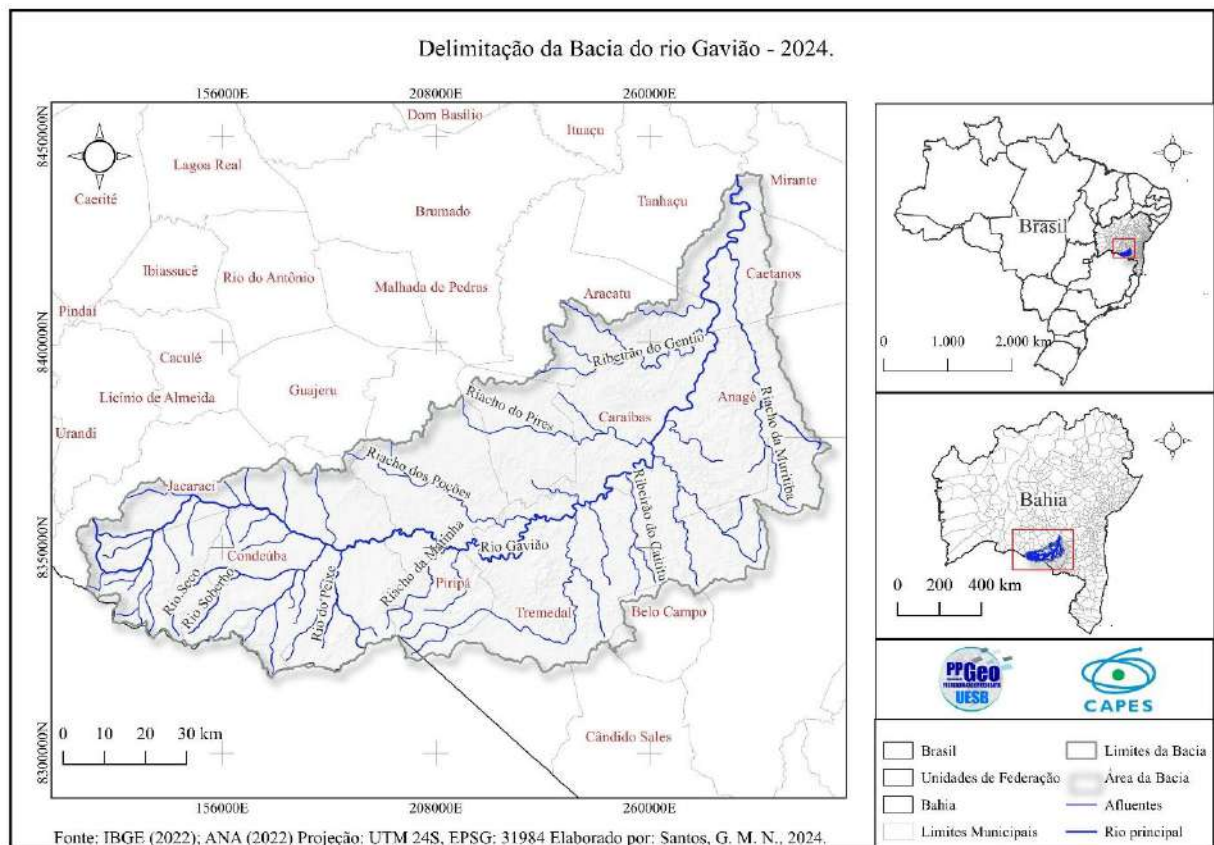 Delimitação da Bacia do rio Gavião - 2024.
156000E
208000E
260000E
8450000N
8400000N
8350000N
8300000N
Dom Basílio
Ituaçu
Lagoa Real
Mirante
Caetité
Tanhaçu
Brumado
Ibiassucê
Rio do Antônio
Malhada de Pedras
Aracatu
Caetanos
Pindaí
Caculé
Ribeirão do Gentio
Licínio de Almeida
Guajeru
Riacho do Pires
Caraíbas
Anagé
Riacho da Muritiba
Urandi
Riacho dos Poções
Jacaraci
Ribeirão do Caititu
Condeúba
Rio Gavião
Riacho da Matinha
Rio Seco
Rio Soberbo
Rio do Peixe
Piripá
Tremedal
Belo Campo
Cândido Sales
0 10 20 30 km
156000E
208000E
260000E
Fonte: IBGE (2022); ANA (2022) Projeção: UTM 24S, EPSG: 31984 Elaborado por: Santos, G. M. N., 2024.
Brasil
0 1.000 2.000 km
Bahia
0 200 400 km
PPGeo
UESB
CAPES
Brasil
Unidades de Federação
Bahia
Limites Municipais
Limites da Bacia
Área da Bacia
Afluentes
Rio principal